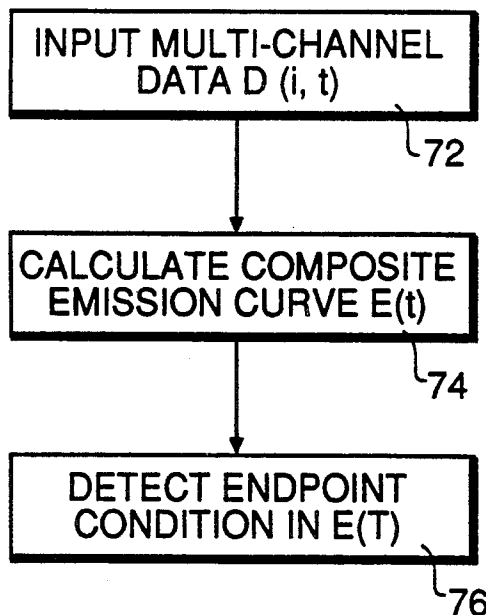 INPUT MULTI-CHANNEL
DATA D (i, t)
72
CALCULATE COMPOSITE
EMISSION CURVE E(t)
74
DETECT ENDPOINT
CONDITION IN E(T)
76